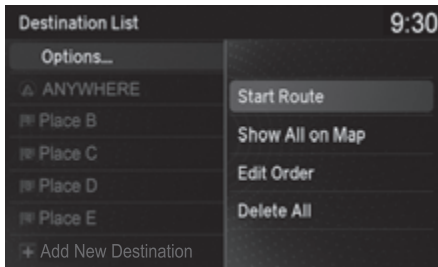 Destination List
9:30
Options...
ANYWHERE
Place B
Place C
Place D
Place E
Add New Destination
Start Route
Show All on Map
Edit Order
Delete All